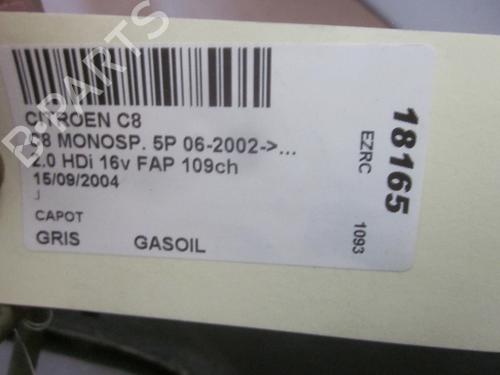 CITROEN C8
C8 MONOSP. 5P 06-2002->...
2.0 HDi 16v FAP 109ch
15/09/2004
J
CAPOT
GRIS GASOIL
18165
EZRC 1093
B-PARTS